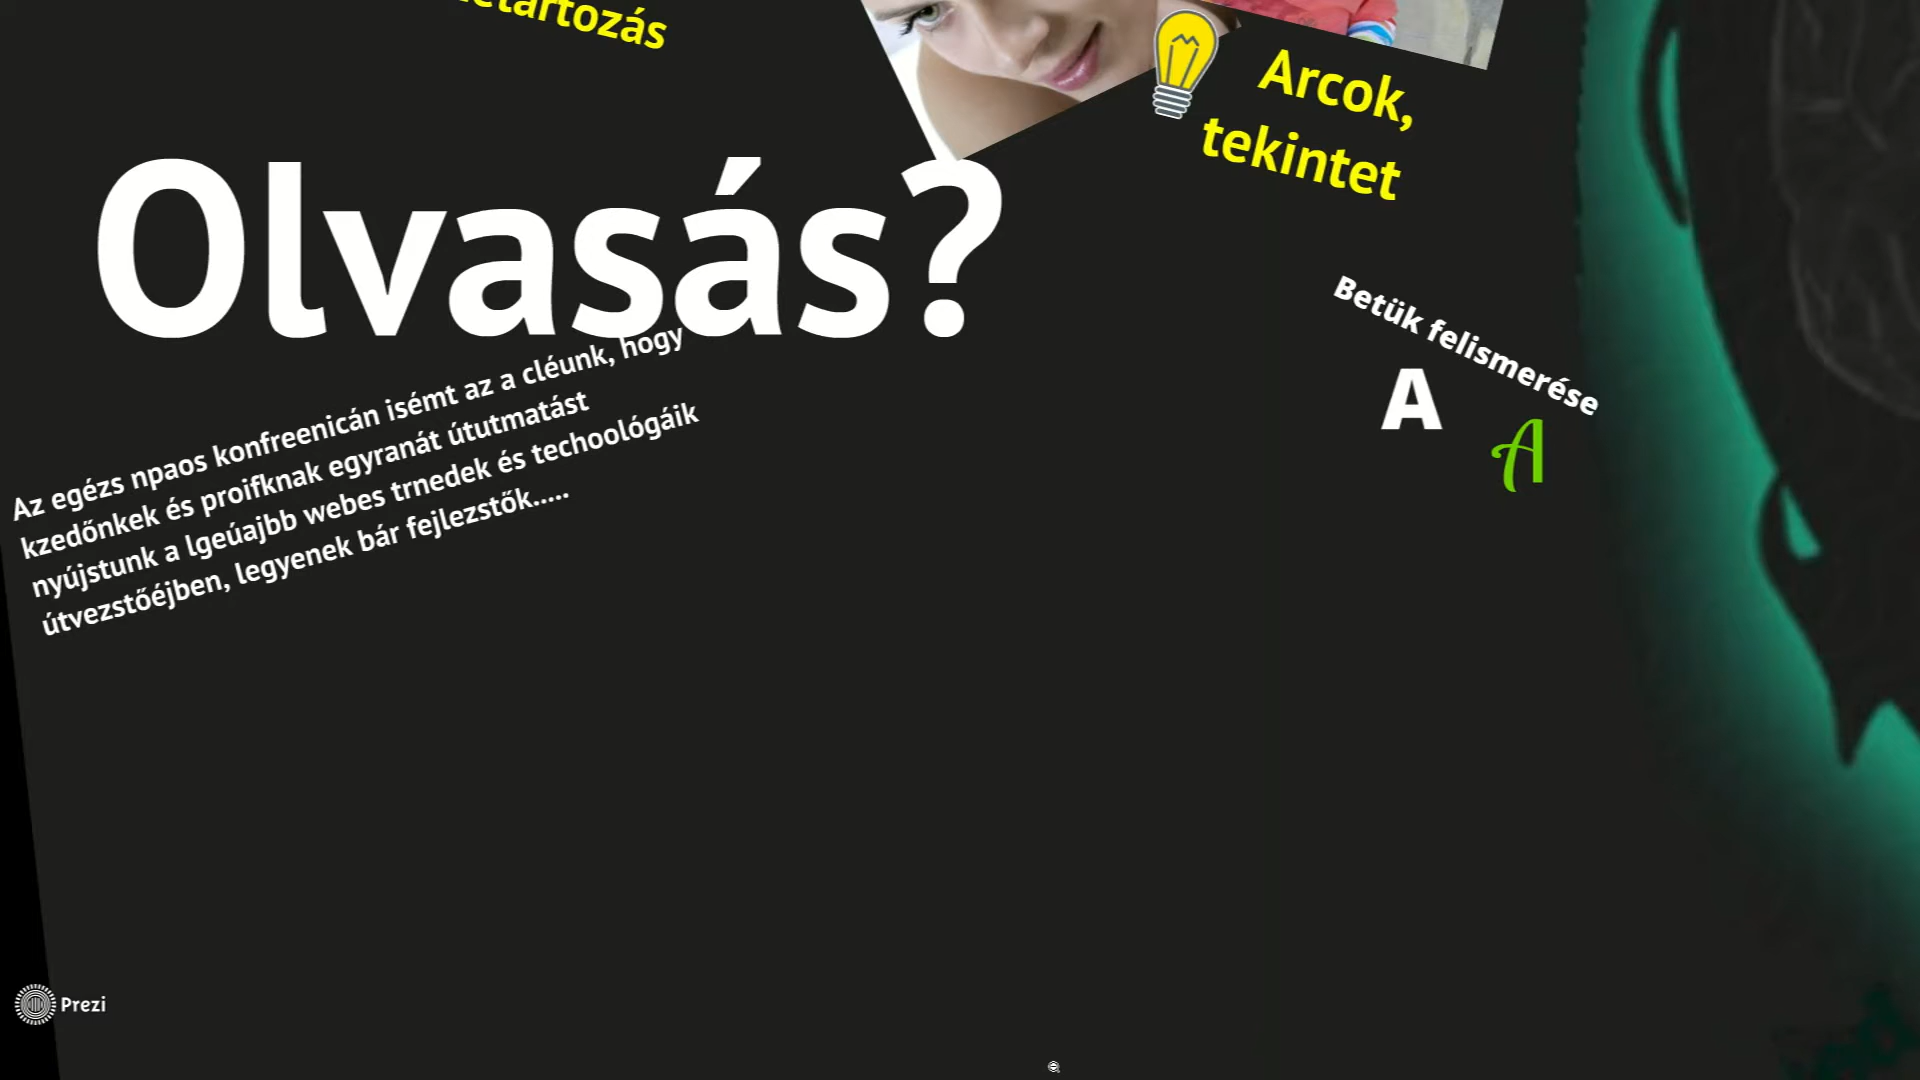 Arcok,
tekintet
Olvasás?
Betük felismerése
A
A
Az egézs npaos konfreenicán isémt az a cléunk, hogy
kzedőnkek és proifknak egyranát útutmatást
nyújstunk a lgeúajbb webes trnedek és techoológáik
útvezstőéjben, legyenek bár fejlezstők.....
Prezi